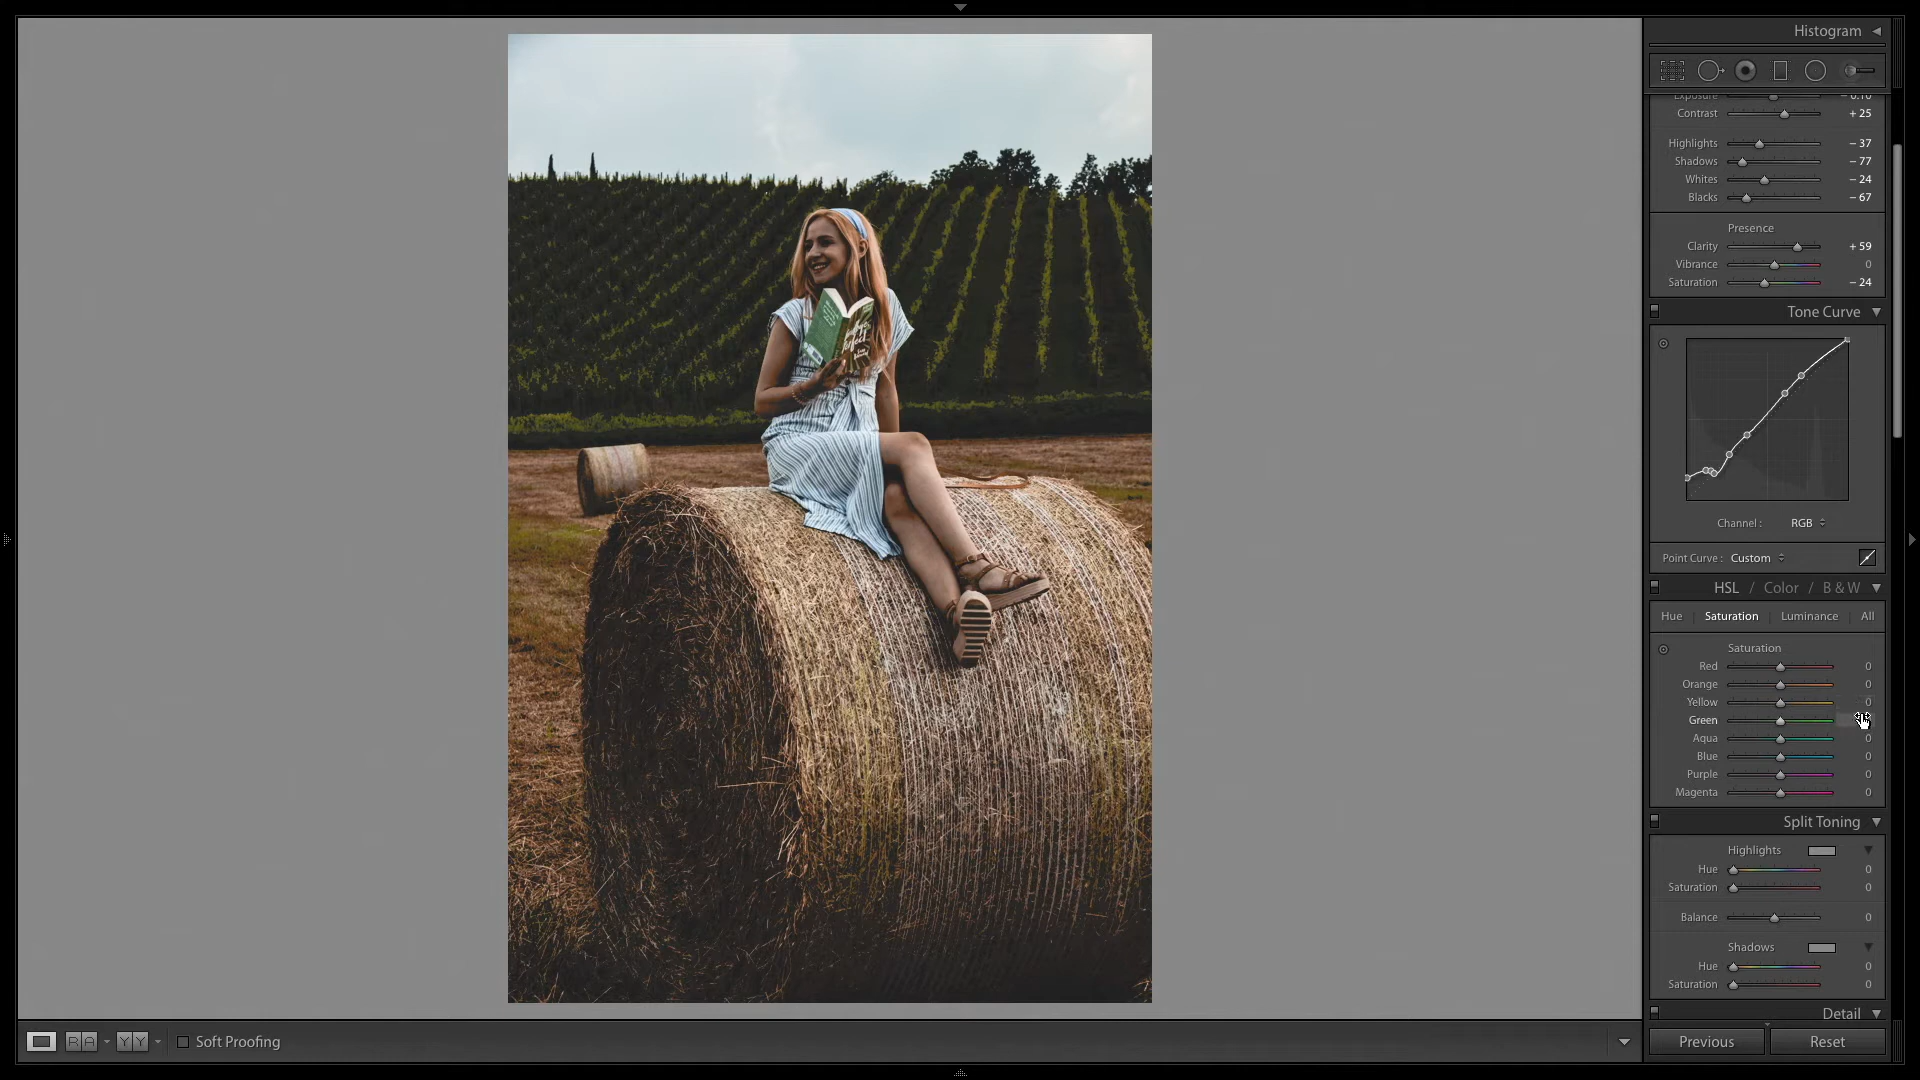 Histogram
Exposure - 0.10
Contrast + 25
Highlights - 37
Shadows - 77
Whites - 24
Blacks - 67
Presence
Clarity + 59
Vibrance 0
Saturation - 24
Tone Curve
Channel : RGB
Point Curve : Custom
HSL / Color / B & W
Hue Saturation Luminance All
Saturation
Red 0
Orange 0
Yellow 0
Green
Aqua 0
Blue 0
Purple 0
Magenta 0
Split Toning
Highlights
Hue 0
Saturation 0
Balance 0
Shadows
Hue 0
Saturation 0
Detail
R A Y Y Soft Proofing
Previous Reset